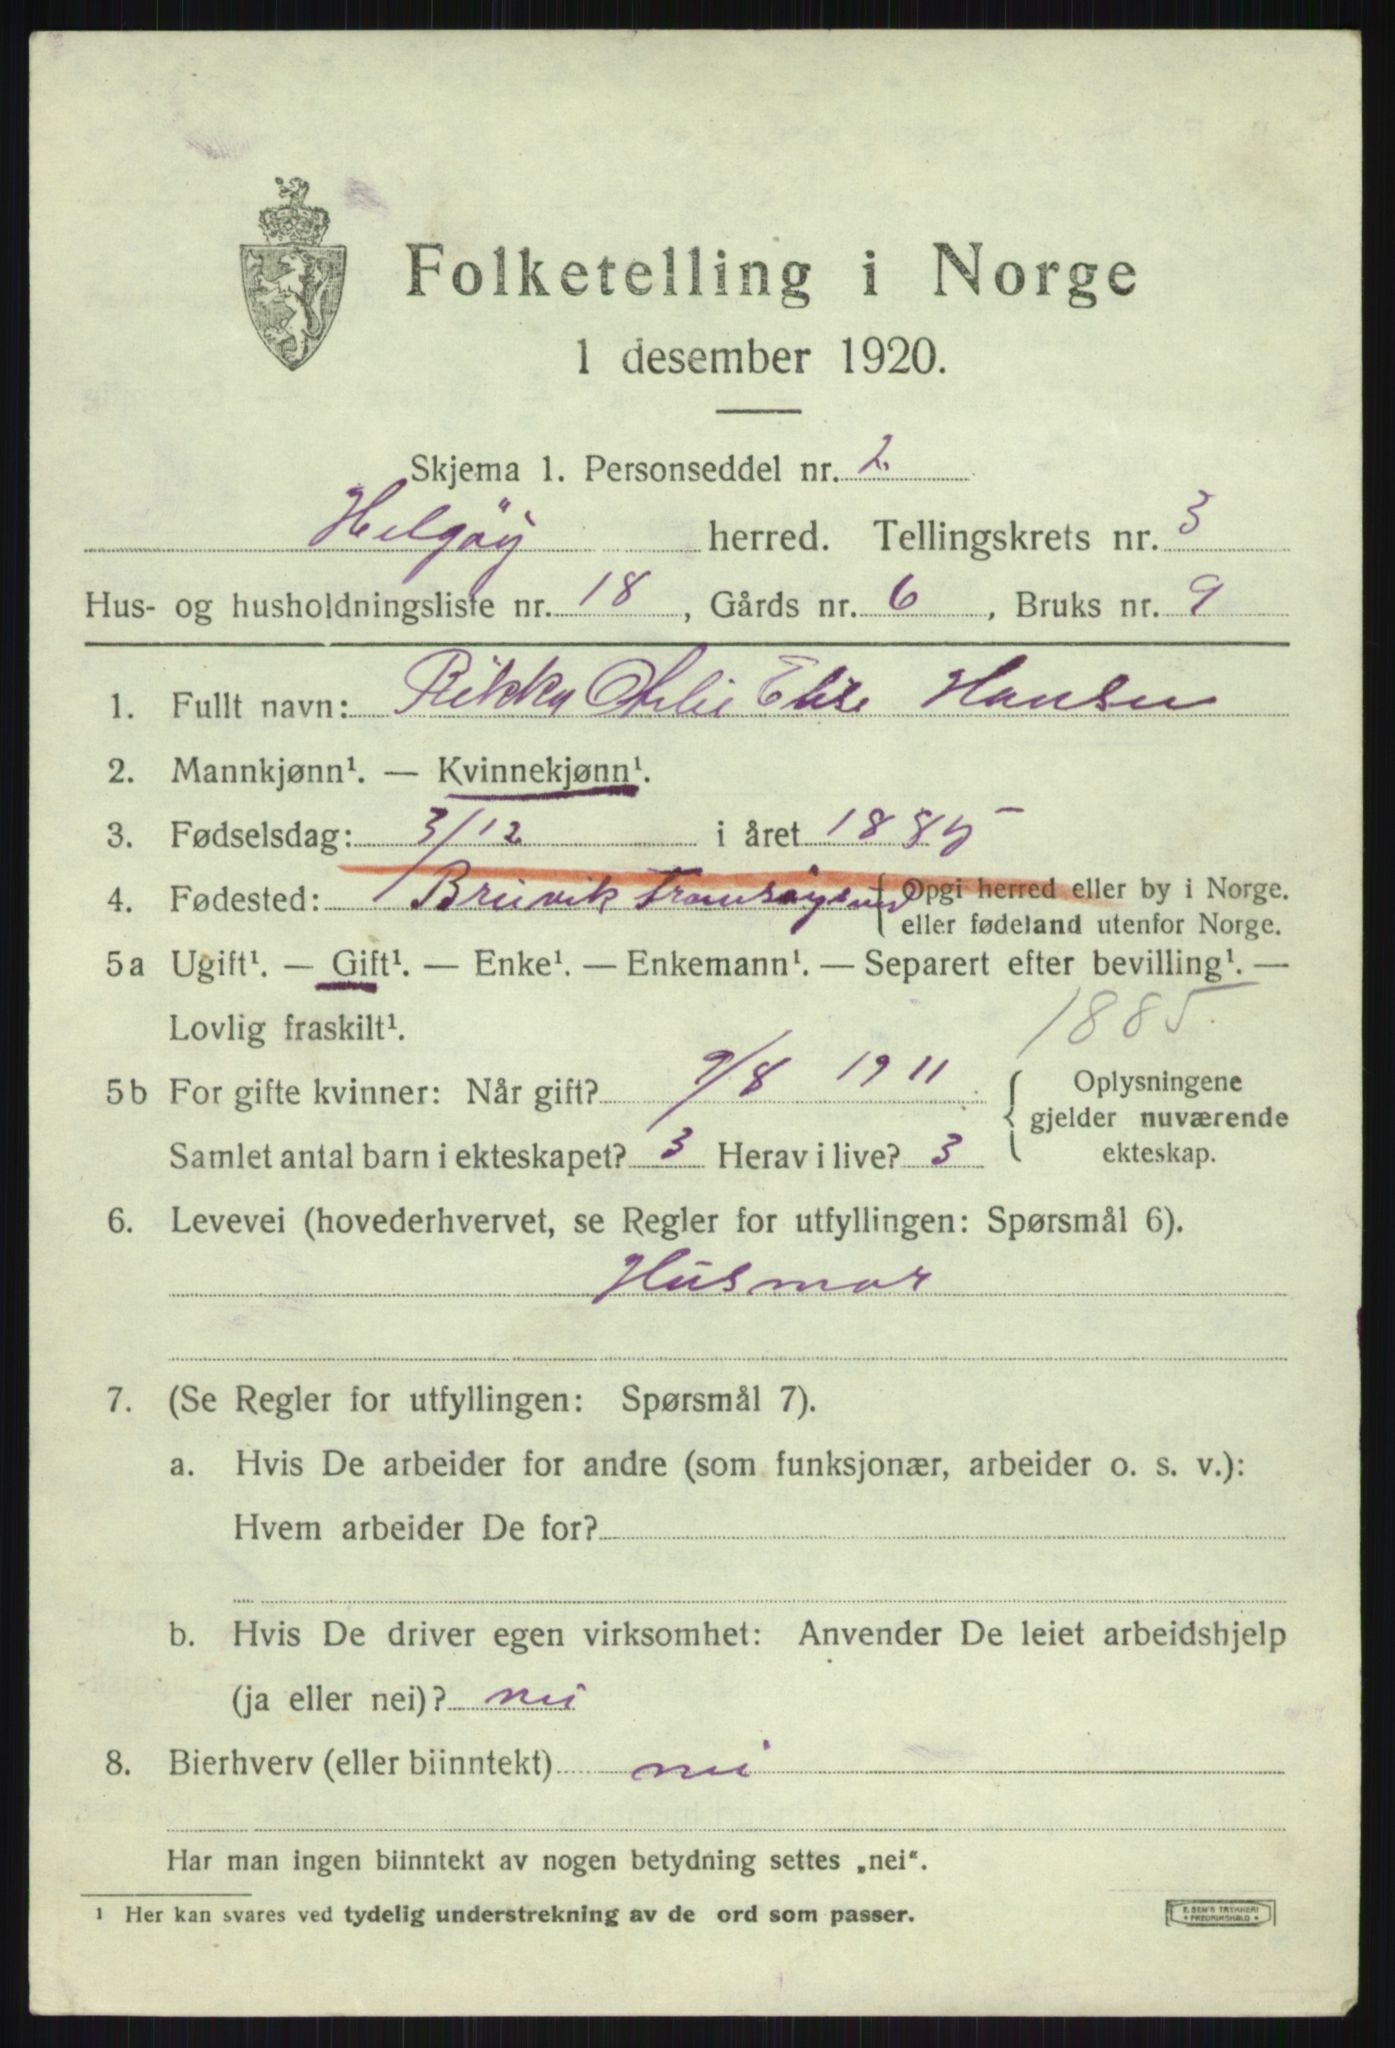 Folketelling i Norge
1 desember 1920.
Skjema 1. Personseddel nr. 2
Helgöy herred. Tellingskrets nr. 3
Hus- og husholdningsliste nr. 18, Gårds nr. 6, Bruks nr. 9
1. Fullt navn: Rikka Elise Hansen
2. Mannkjønn¹. — Kvinnekjønn¹.
3. Fødselsdag: 3/12 i året 1885
4. Fødested: Opgi herred eller by i Norge.
eller fødeland utenfor Norge.
5a Ugift¹. — Gift¹. — Enke¹. — Enkemann¹. — Separert efter bevilling¹. —
Lovlig fraskilt¹. 1885.
5b For gifte kvinner: Når gift? 9/8 1911 Oplysningene
gjelder nuværende
Samlet antal barn i ekteskapet? 3 Herav i live? 3 ekteskap.
6. Levevei (hovederhvervet, se Regler for utfyllingen: Spørsmål 6).
Husmor
7. (Se Regler for utfyllingen: Spørsmål 7).
a. Hvis De arbeider for andre (som funksjonær, arbeider o. s. v.):
Hvem arbeider De for?
b. Hvis De driver egen virksomhet: Anvender De leiet arbeidshjelp
(ja eller nei)? nei
8. Bierhverv (eller biinntekt) nei
Har man ingen biinntekt av nogen betydning settes „nei“.
¹ Her kan svares ved tydelig understrekning av de ord som passer.